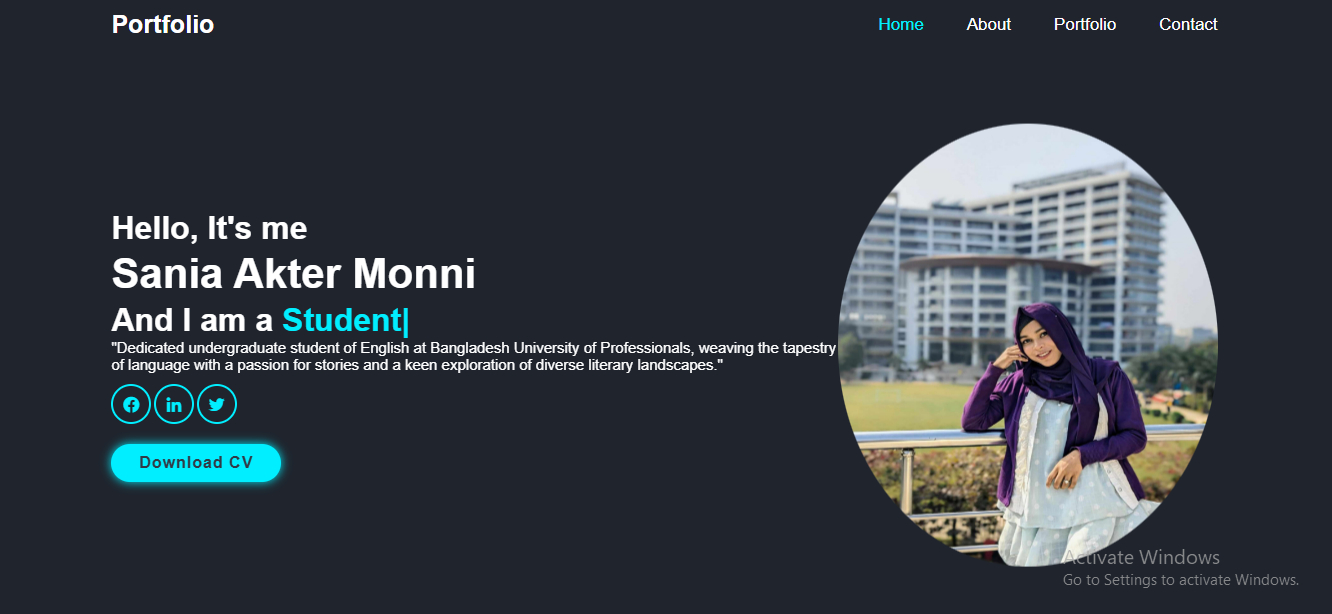 Portfolio
Home About Portfolio Contact
Hello, It's me
Sania Akter Monni
And I am a Student|
"Dedicated undergraduate student of English at Bangladesh University of Professionals, weaving the tapestry
of language with a passion for stories and a keen exploration of diverse literary landscapes."
Download CV
Activate Windows
Go to Settings to activate Windows.